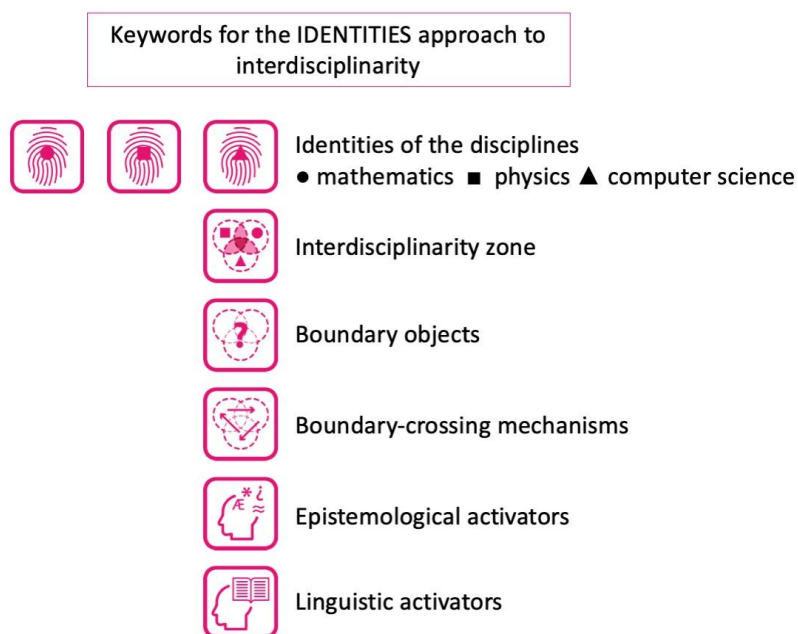 Keywords for the IDENTITIES approach to
interdisciplinarity
Identities of the disciplines
● mathematics ■ physics ▲ computer science
Interdisciplinarity zone
?
Boundary objects
Boundary-crossing mechanisms
Æ * ¿ ≈
Epistemological activators
Linguistic activators